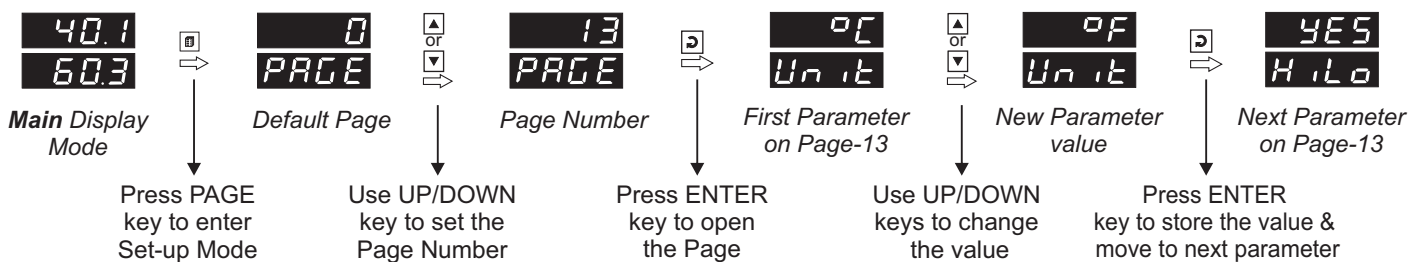 40.1
60.3
0
PAGE
or
13
PAGE
°C
Unit
or
°F
Unit
YES
HiLo
Main Display
Mode
Default Page
Page Number
First Parameter
on Page-13
New Parameter
value
Next Parameter
on Page-13
Press PAGE
key to enter
Set-up Mode
Use UP/DOWN
key to set the
Page Number
Press ENTER
key to open
the Page
Use UP/DOWN
keys to change
the value
Press ENTER
key to store the value &
move to next parameter